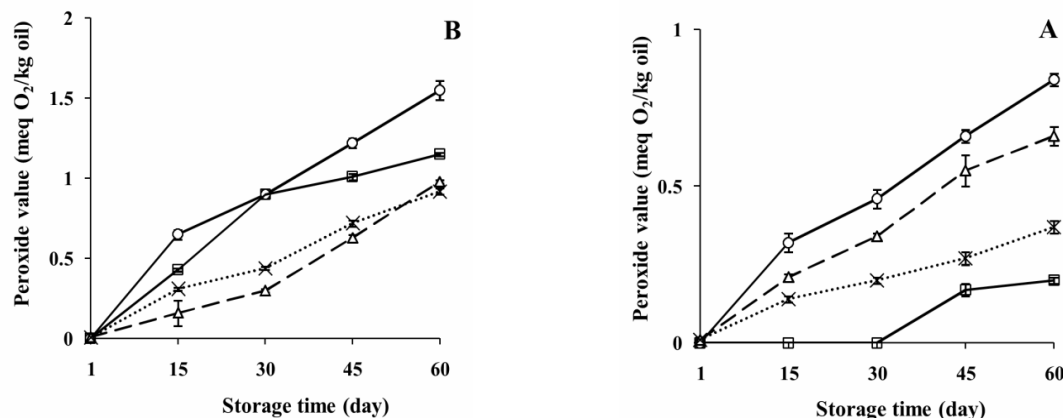 B
Peroxide value (meq O₂/kg oil)
2
1.5
1
0.5
0
1 15 30 45 60
Storage time (day)
A
Peroxide value (meq O₂/kg oil)
1
0.5
0
1 15 30 45 60
Storage time (day)